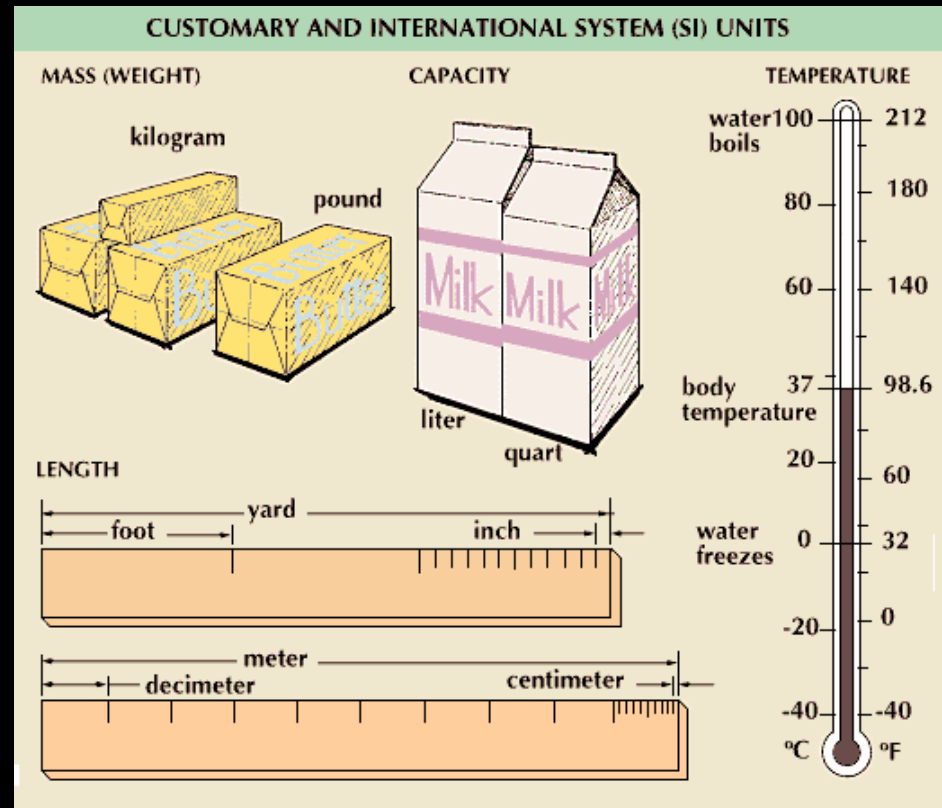 CUSTOMARY AND INTERNATIONAL SYSTEM (SI) UNITS
MASS (WEIGHT)
kilogram
pound
Butter
Butter
CAPACITY
Milk
Milk
Milk
liter
quart
TEMPERATURE
water 100 212
boils
80 180
60 140
body 37 98.6
temperature
20 60
water 0 32
freezes
-20 0
-40 -40
°C °F
LENGTH
yard
foot inch
meter
decimeter centimeter